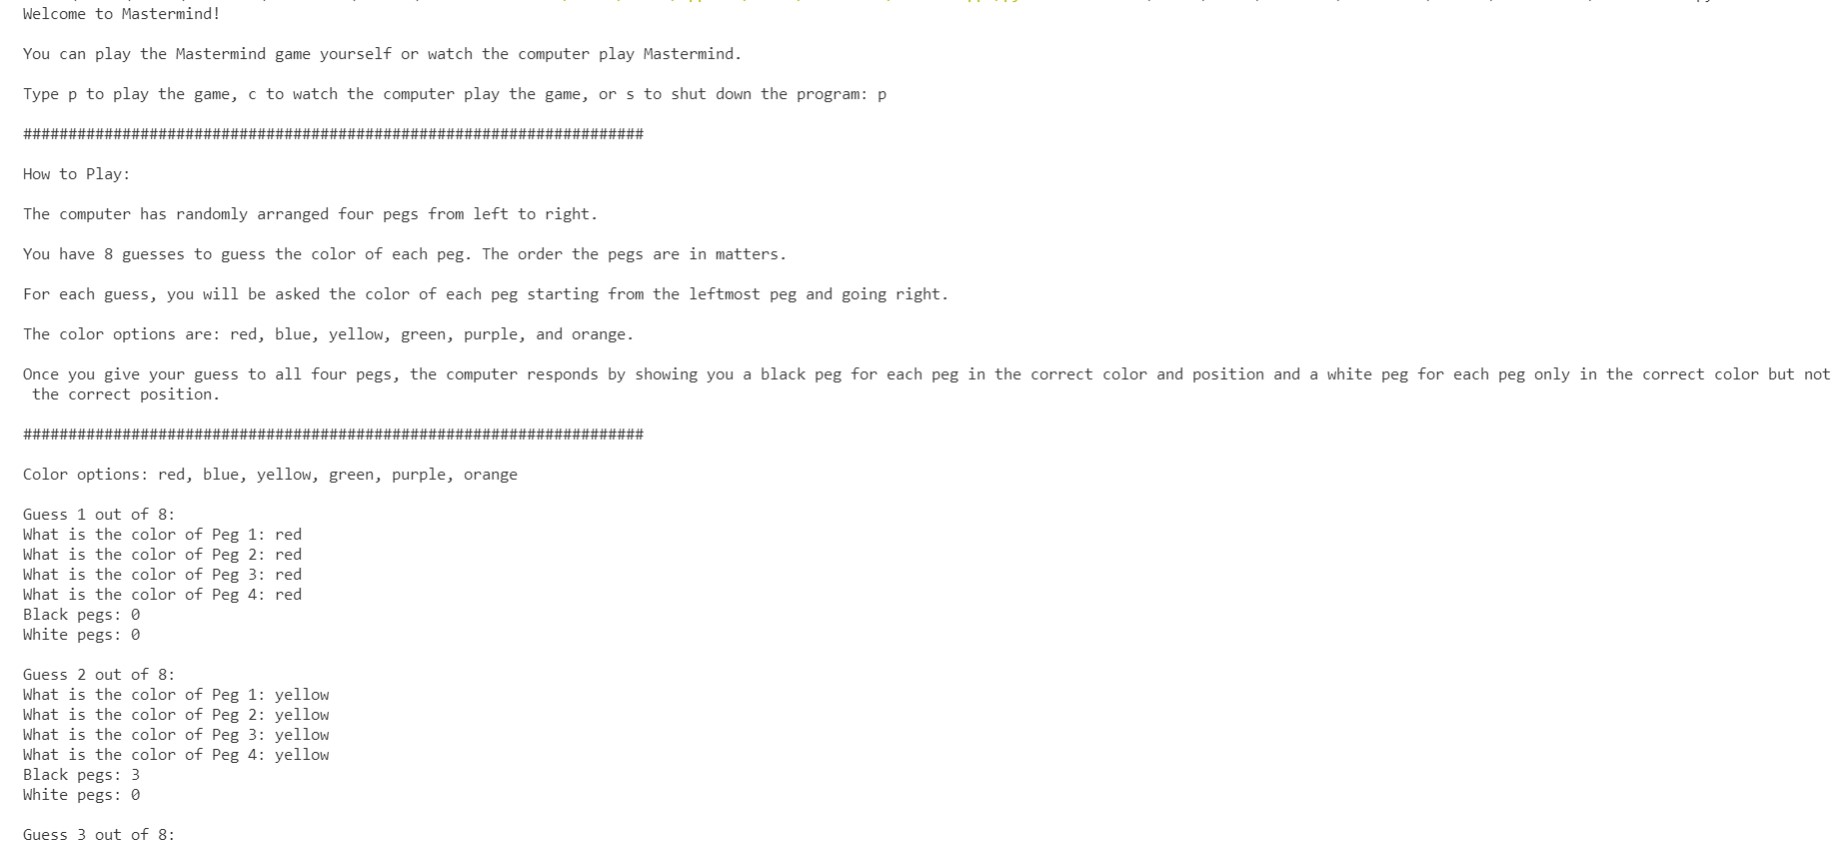 Welcome to Mastermind!
You can play the Mastermind game yourself or watch the computer play Mastermind.
Type p to play the game, c to watch the computer play the game, or s to shut down the program: p
#####################################################################
How to Play:
The computer has randomly arranged four pegs from left to right.
You have 8 guesses to guess the color of each peg. The order the pegs are in matters.
For each guess, you will be asked the color of each peg starting from the leftmost peg and going right.
The color options are: red, blue, yellow, green, purple, and orange.
Once you give your guess to all four pegs, the computer responds by showing you a black peg for each peg in the correct color and position and a white peg for each peg only in the correct color but not
the correct position.
#####################################################################
Color options: red, blue, yellow, green, purple, orange
Guess 1 out of 8:
What is the color of Peg 1: red
What is the color of Peg 2: red
What is the color of Peg 3: red
What is the color of Peg 4: red
Black pegs: 0
White pegs: 0
Guess 2 out of 8:
What is the color of Peg 1: yellow
What is the color of Peg 2: yellow
What is the color of Peg 3: yellow
What is the color of Peg 4: yellow
Black pegs: 3
White pegs: 0
Guess 3 out of 8: